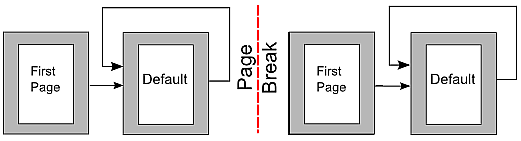 First
Page
Default
Page
Break
First
Page
Default